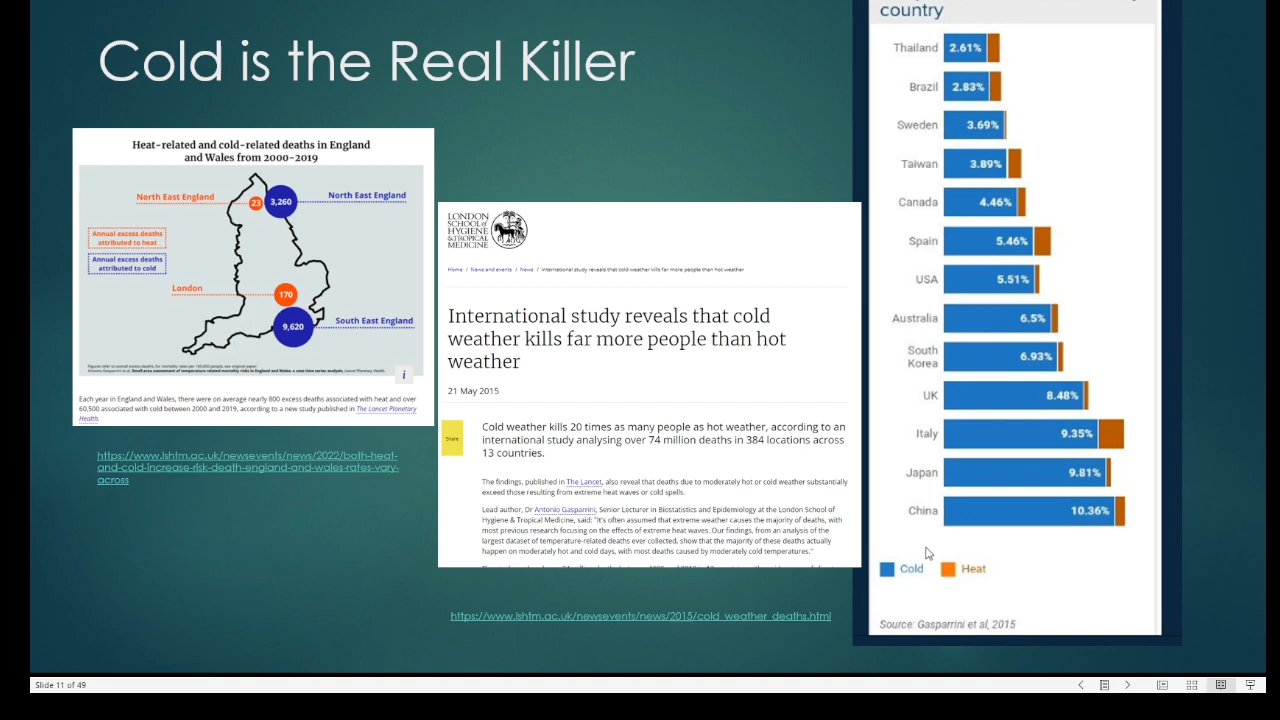 Cold is the Real Killer
Heat-related and cold-related deaths in England
and Wales from 2000-2019
North East England
23
3,260
North East England
Annual excess deaths
attributed to heat
Annual excess deaths
attributed to cold
London
170
9,620
South East England
i
Each year in England and Wales, there were on average nearly 800 excess deaths associated with heat and over
60,500 associated with cold between 2000 and 2019, according to a new study published in The Lancet Planetary
Health.
https://www.lshtm.ac.uk/newsevents/news/2022/both-heat-
and-cold-increase-risk-death-england-and-wales-rates-vary-
across
LONDON
SCHOOL of
HYGIENE
&TROPICAL
MEDICINE
Home / News and events / News / International study reveals that cold weather kills far more people than hot weather
International study reveals that cold
weather kills far more people than hot
weather
21 May 2015
Share
Cold weather kills 20 times as many people as hot weather, according to an
international study analysing over 74 million deaths in 384 locations across
13 countries.
The findings, published in The Lancet, also reveal that deaths due to moderately hot or cold weather substantially
exceed those resulting from extreme heat waves or cold spells.
Lead author, Dr Antonio Gasparrini, Senior Lecturer in Biostatistics and Epidemiology at the London School of
Hygiene & Tropical Medicine, said: "It's often assumed that extreme weather causes the majority of deaths, with
most previous research focusing on the effects of extreme heat waves. Our findings, from an analysis of the
largest dataset of temperature-related deaths ever collected, show that the majority of these deaths actually
happen on moderately hot and cold days, with most deaths caused by moderately cold temperatures."
https://www.lshtm.ac.uk/newsevents/news/2015/cold_weather_deaths.html
country
Thailand 2.61%
Brazil 2.83%
Sweden 3.69%
Taiwan 3.89%
Canada 4.46%
Spain 5.46%
USA 5.51%
Australia 6.5%
South
Korea 6.93%
UK 8.48%
Italy 9.35%
Japan 9.81%
China 10.36%
Cold Heat
Source: Gasparrini et al, 2015
Slide 11 of 49